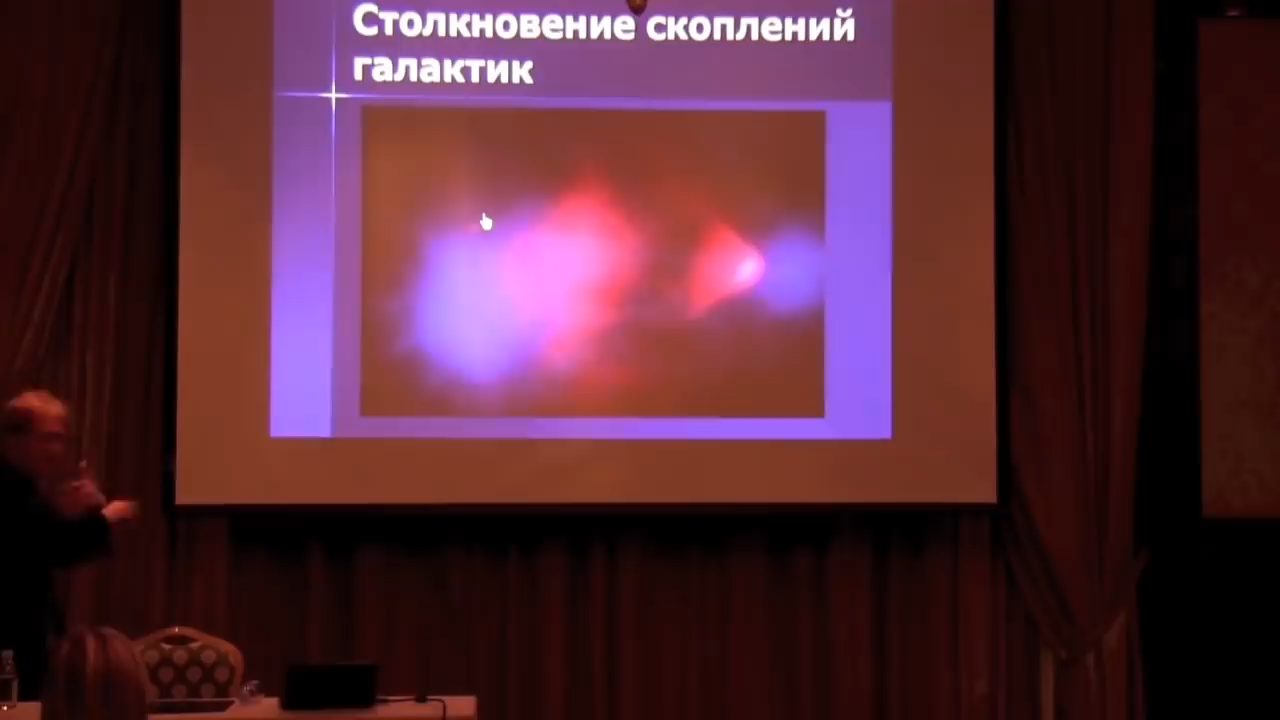 Столкновение скоплений
галактик